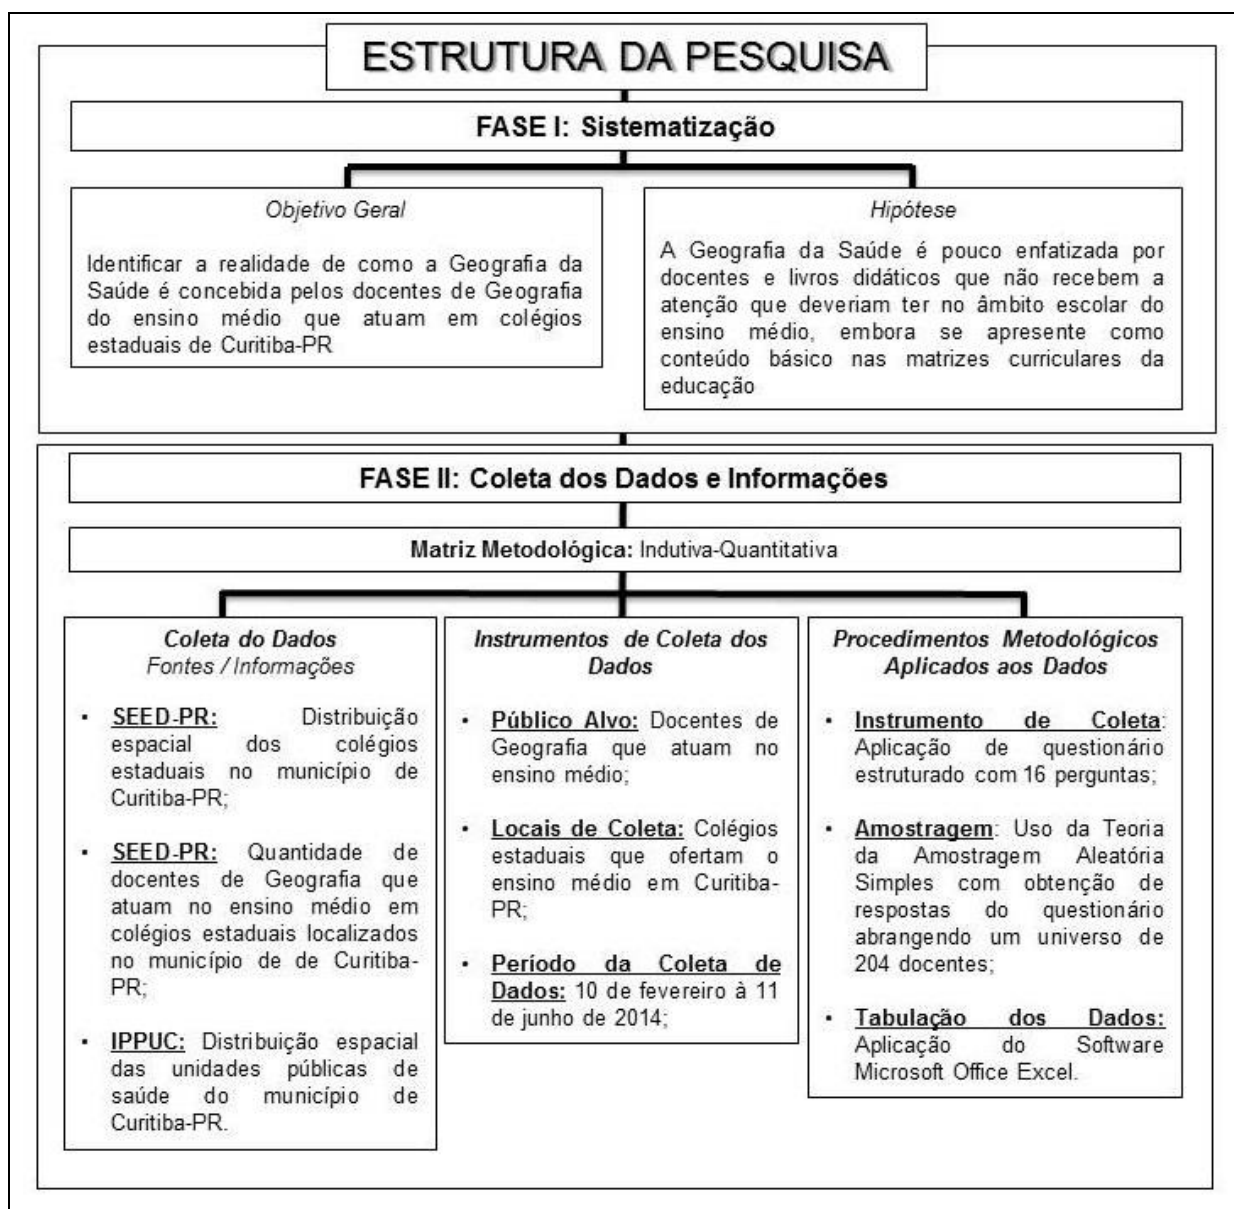 ESTRUTURA DA PESQUISA
FASE I: Sistematização
Objetivo Geral
Identificar a realidade de como a Geografia da
Saúde é concebida pelos docentes de Geografia
do ensino médio que atuam em colégios
estaduais de Curitiba-PR
Hipótese
A Geografia da Saúde é pouco enfatizada por
docentes e livros didáticos que não recebem a
atenção que deveriam ter no âmbito escolar do
ensino médio, embora se apresente como
conteúdo básico nas matrizes curriculares da
educação
FASE II: Coleta dos Dados e Informações
Matriz Metodológica: Indutiva-Quantitativa
Coleta do Dados
Fontes / Informações
• SEED-PR: Distribuição
espacial dos colégios
estaduais no município de
Curitiba-PR;
• SEED-PR: Quantidade de
docentes de Geografia que
atuam no ensino médio em
colégios estaduais localizados
no município de de Curitiba-
PR;
• IPPUC: Distribuição espacial
das unidades públicas de
saúde do município de
Curitiba-PR.
Instrumentos de Coleta dos
Dados
• Público Alvo: Docentes de
Geografia que atuam no
ensino médio;
• Locais de Coleta: Colégios
estaduais que ofertam o
ensino médio em Curitiba-
PR;
• Período da Coleta de
Dados: 10 de fevereiro à 11
de junho de 2014;
Procedimentos Metodológicos
Aplicados aos Dados
• Instrumento de Coleta:
Aplicação de questionário
estruturado com 16 perguntas;
• Amostragem: Uso da Teoria
da Amostragem Aleatória
Simples com obtenção de
respostas do questionário
abrangendo um universo de
204 docentes;
• Tabulação dos Dados:
Aplicação do Software
Microsoft Office Excel.